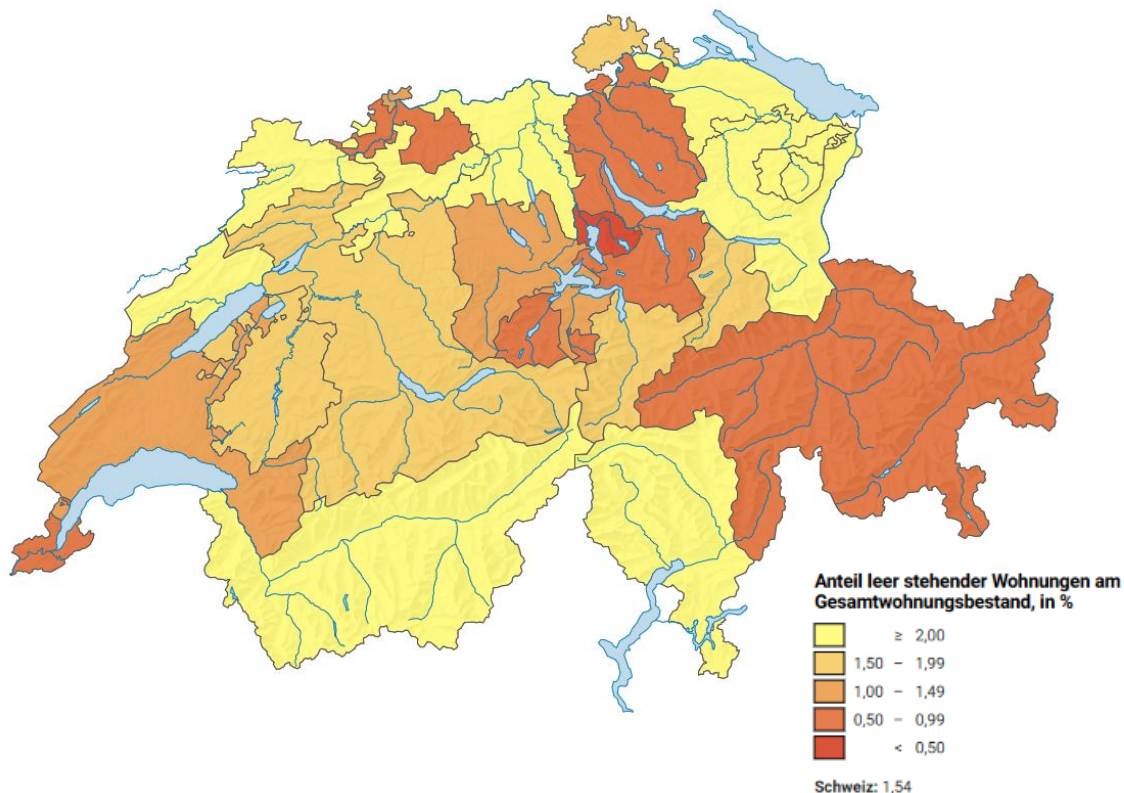 Anteil leer stehender Wohnungen am
Gesamtwohnungsbestand, in %
≥ 2,00
1,50 – 1,99
1,00 – 1,49
0,50 – 0,99
< 0,50
Schweiz: 1,54